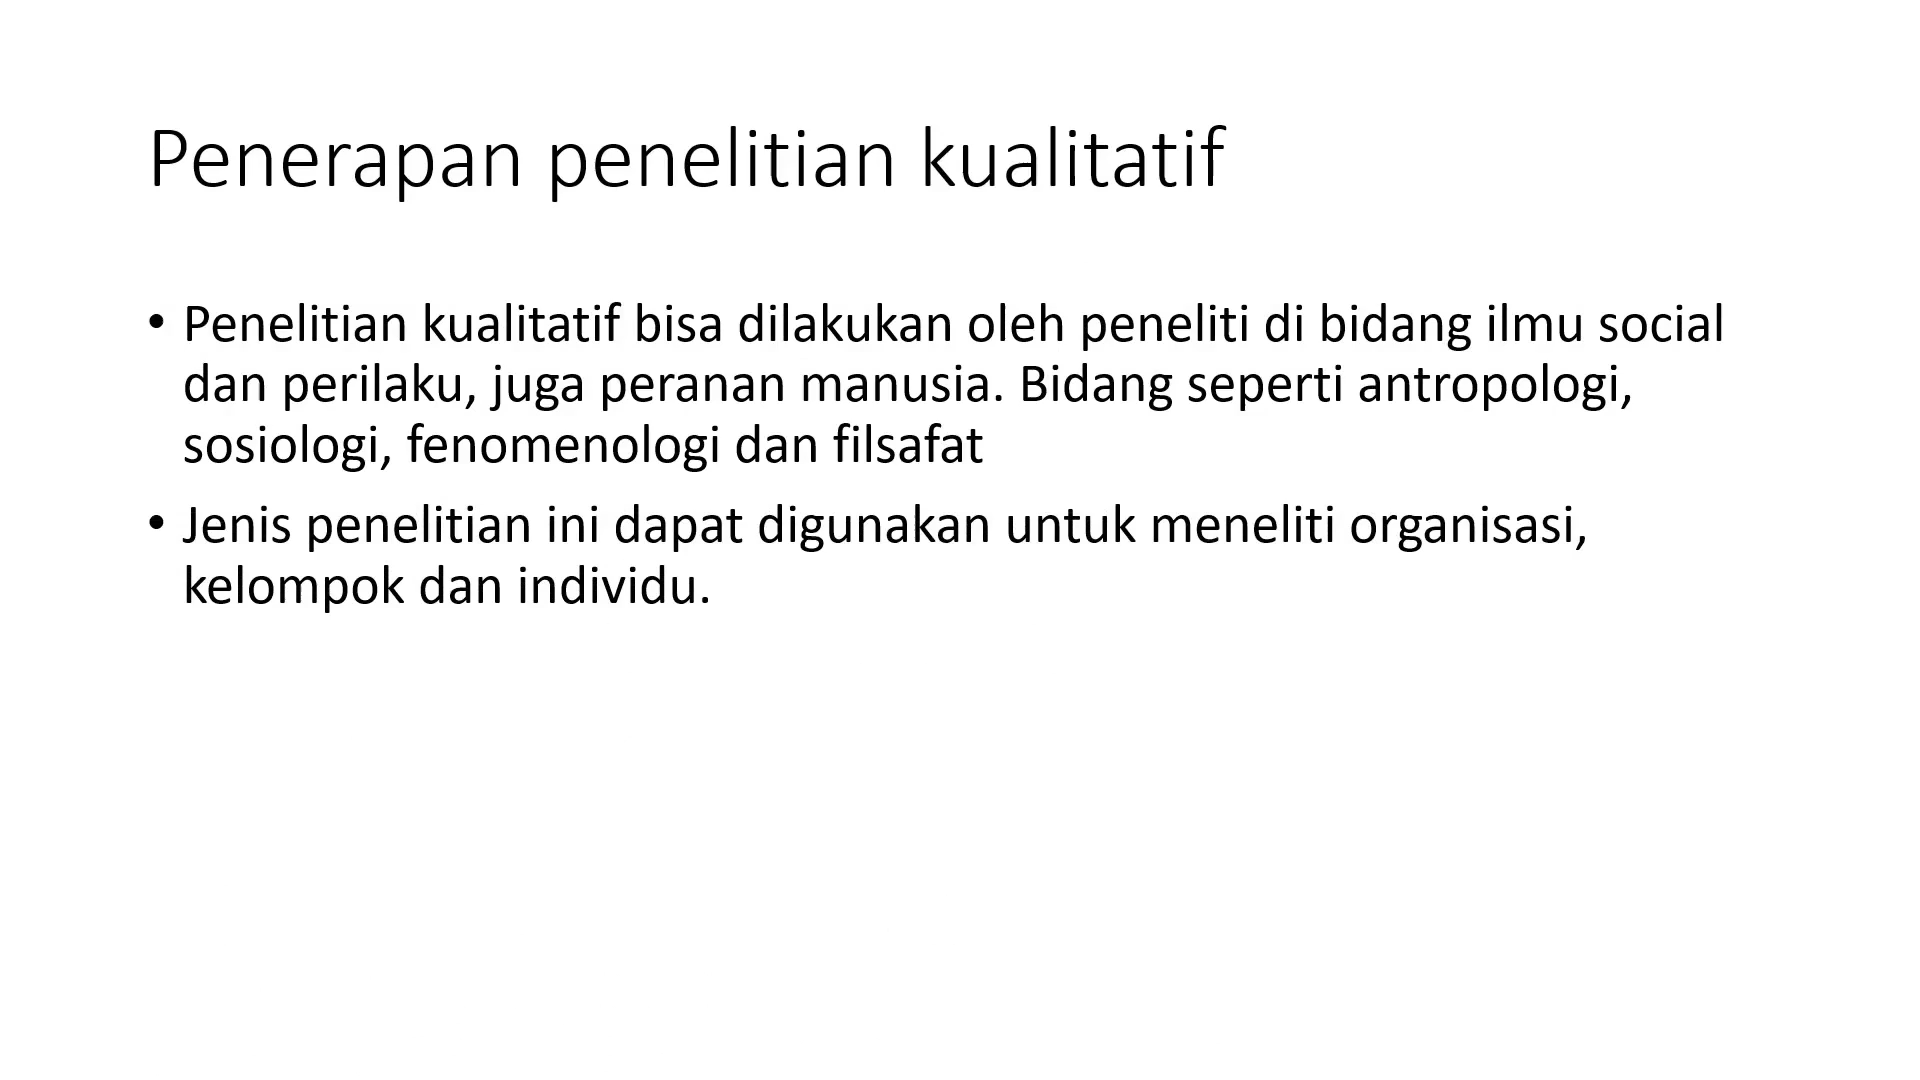 Penerapan penelitian kualitatif
• Penelitian kualitatif bisa dilakukan oleh peneliti di bidang ilmu social
dan perilaku, juga peranan manusia. Bidang seperti antropologi,
sosiologi, fenomenologi dan filsafat
• Jenis penelitian ini dapat digunakan untuk meneliti organisasi,
kelompok dan individu.